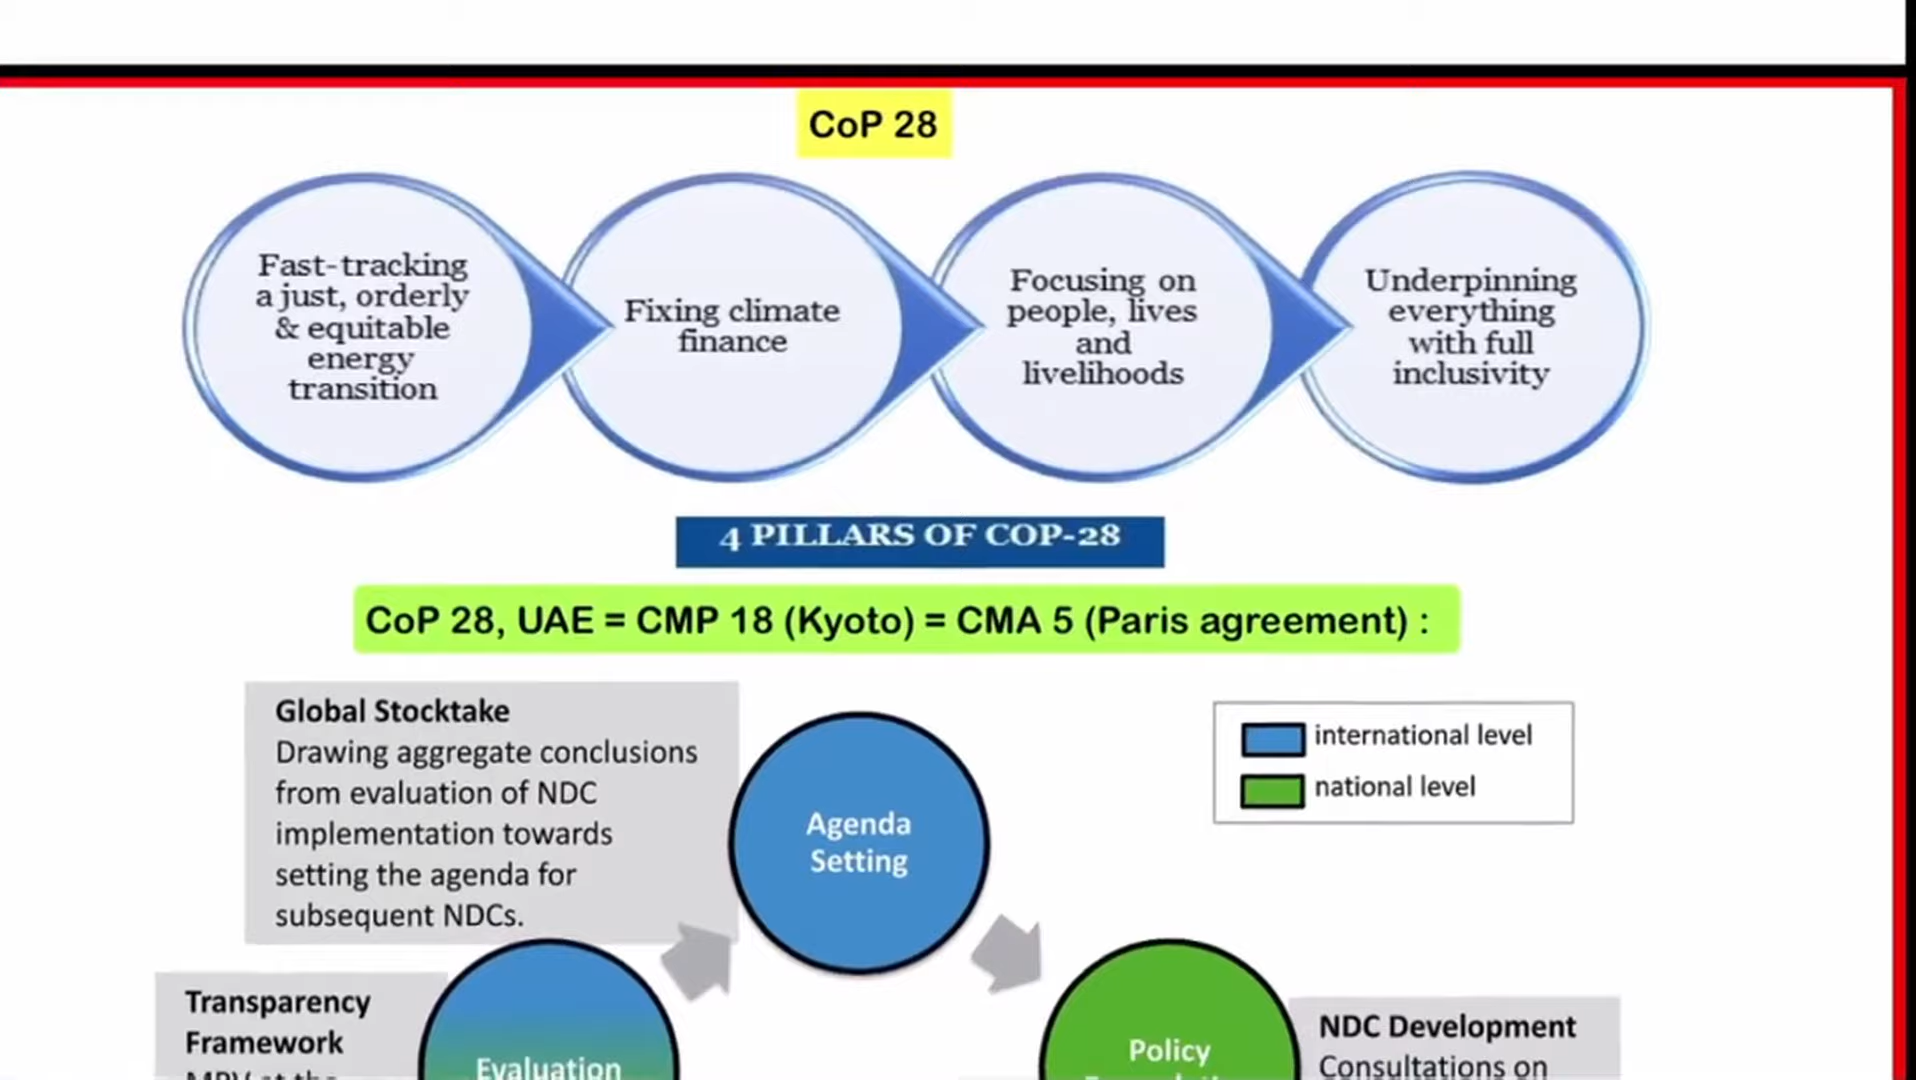 CoP 28
Fast-tracking
a just, orderly
& equitable
energy
transition
Fixing climate
finance
Focusing on
people, lives
and
livelihoods
Underpinning
everything
with full
inclusivity
4 PILLARS OF COP-28
CoP 28, UAE = CMP 18 (Kyoto) = CMA 5 (Paris agreement) :
Global Stocktake
Drawing aggregate conclusions
from evaluation of NDC
implementation towards
setting the agenda for
subsequent NDCs.
Agenda
Setting
international level
national level
Transparency
Framework
Evaluation
Policy
NDC Development
Consultations on